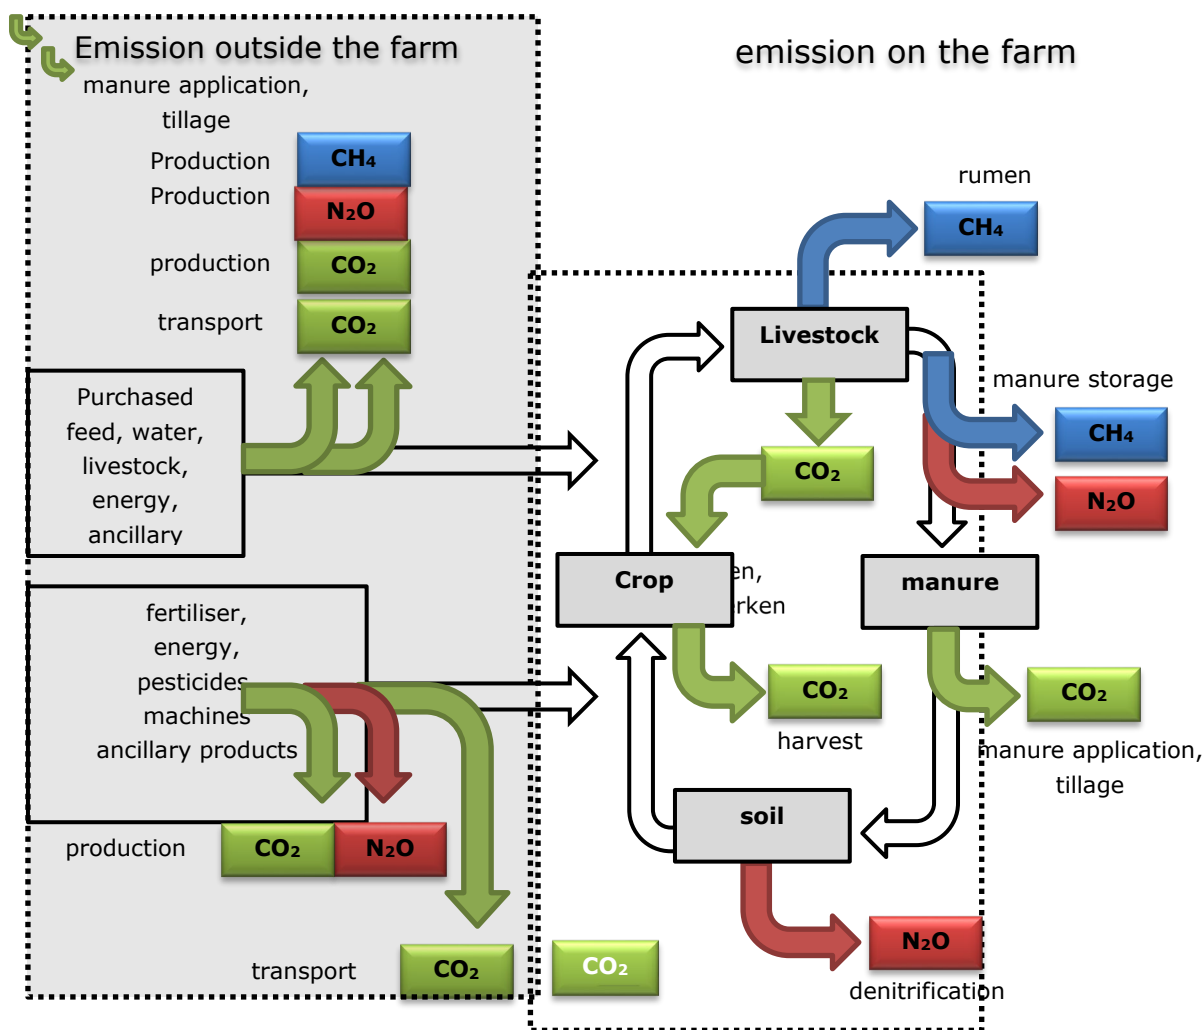 Emission outside the farm
manure application,
tillage
Production
CH₄
Production
N₂O
production
CO₂
transport
CO₂
Purchased
feed, water,
livestock,
energy,
ancillary
fertiliser,
energy,
pesticides
machines
ancillary products
production
CO₂
N₂O
transport
CO₂
CO₂
emission on the farm
rumen
CH₄
Livestock
manure storage
CH₄
N₂O
CO₂
Crop
en,
erken
manure
CO₂
harvest
CO₂
manure application,
tillage
soil
N₂O
denitrification